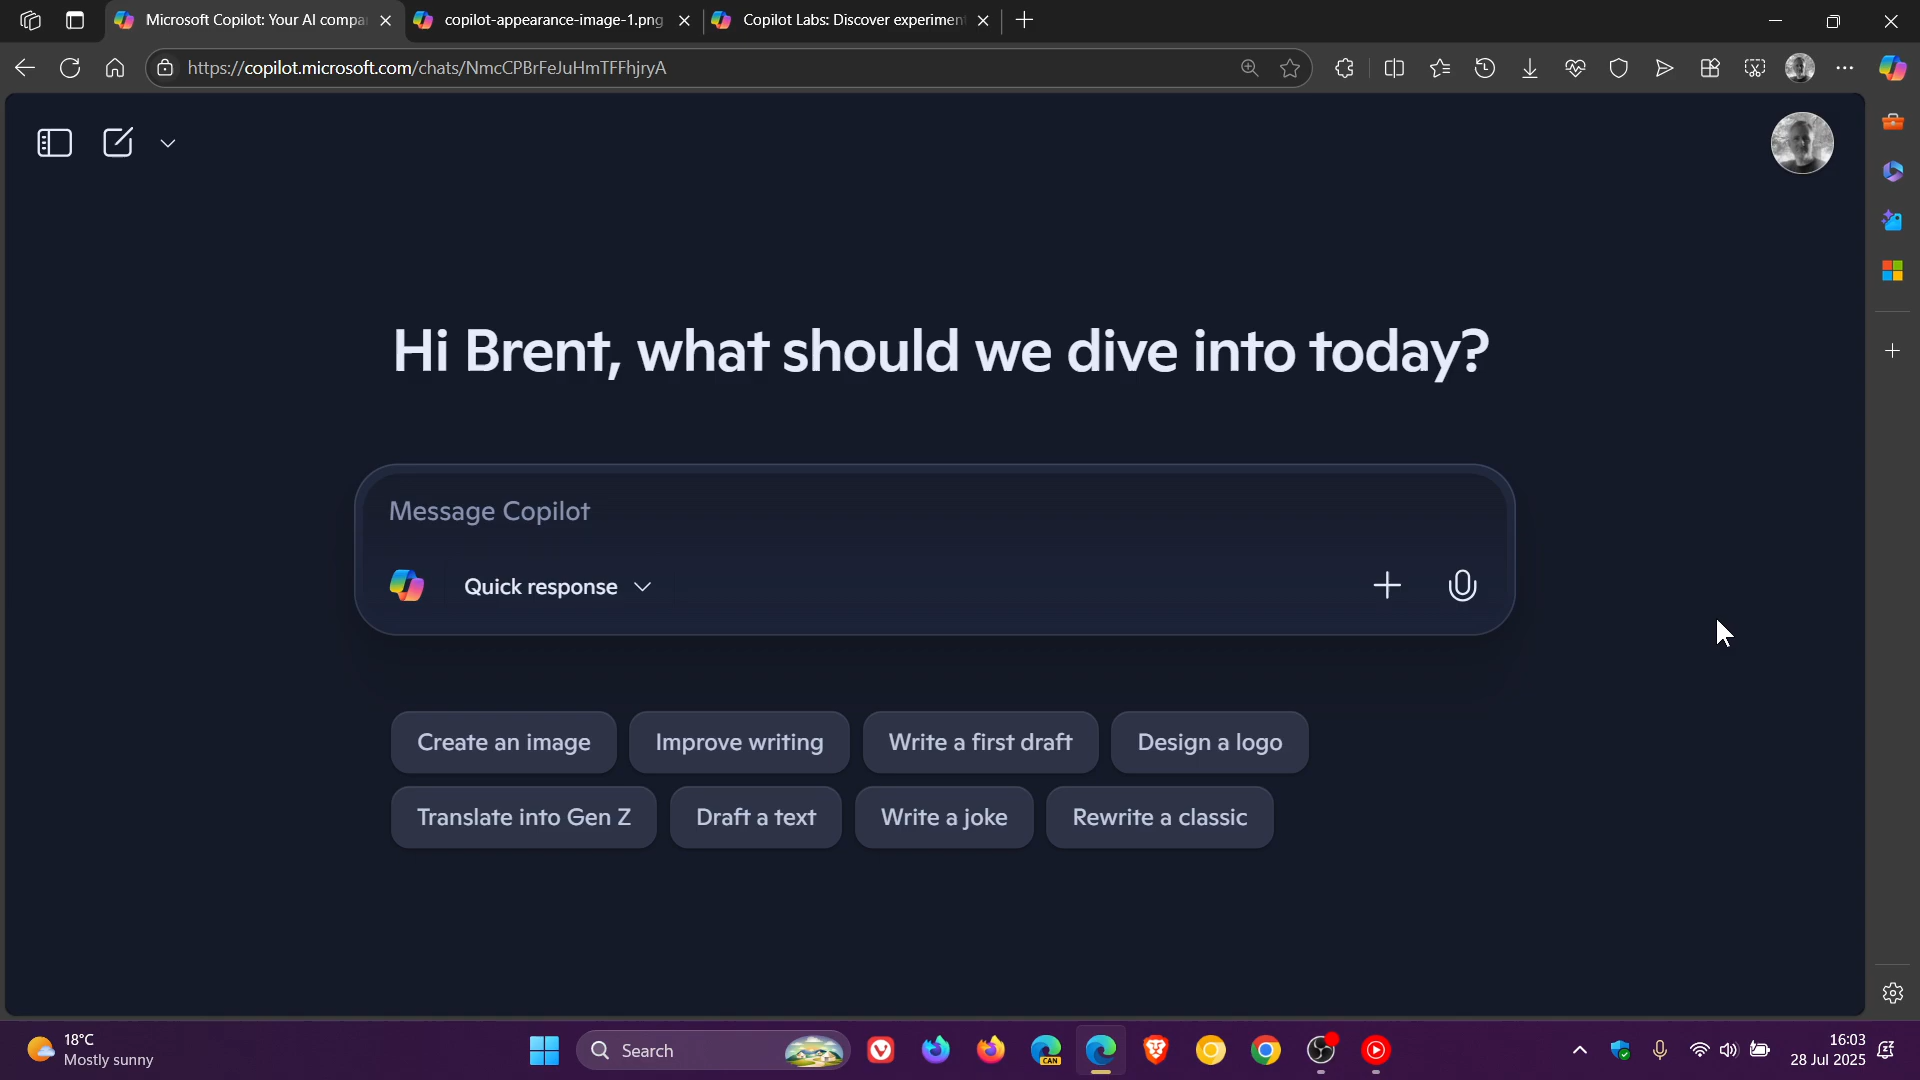 Microsoft Copilot: Your AI compa
copilot-appearance-image-1.png
Copilot Labs: Discover experimen
https://copilot.microsoft.com/chats/NmcCPBrFeJuHmTFFhjryA
Hi Brent, what should we dive into today?
Message Copilot
Quick response
Create an image
Improve writing
Write a first draft
Design a logo
Translate into Gen Z
Draft a text
Write a joke
Rewrite a classic
18°C
Mostly sunny
Search
CAN
16:03
28 Jul 2025